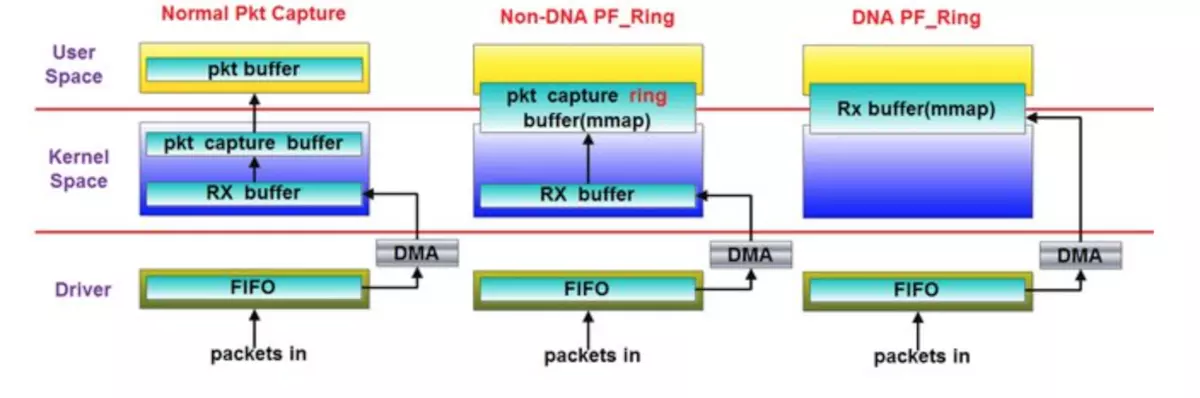 Normal Pkt Capture
Non-DNA PF_Ring
DNA PF_Ring
User
Space
pkt buffer
pkt capture ring
buffer(mmap)
Rx buffer(mmap)
Kernel
Space
pkt capture buffer
RX buffer
RX buffer
DMA
DMA
DMA
Driver
FIFO
FIFO
FIFO
packets in
packets in
packets in